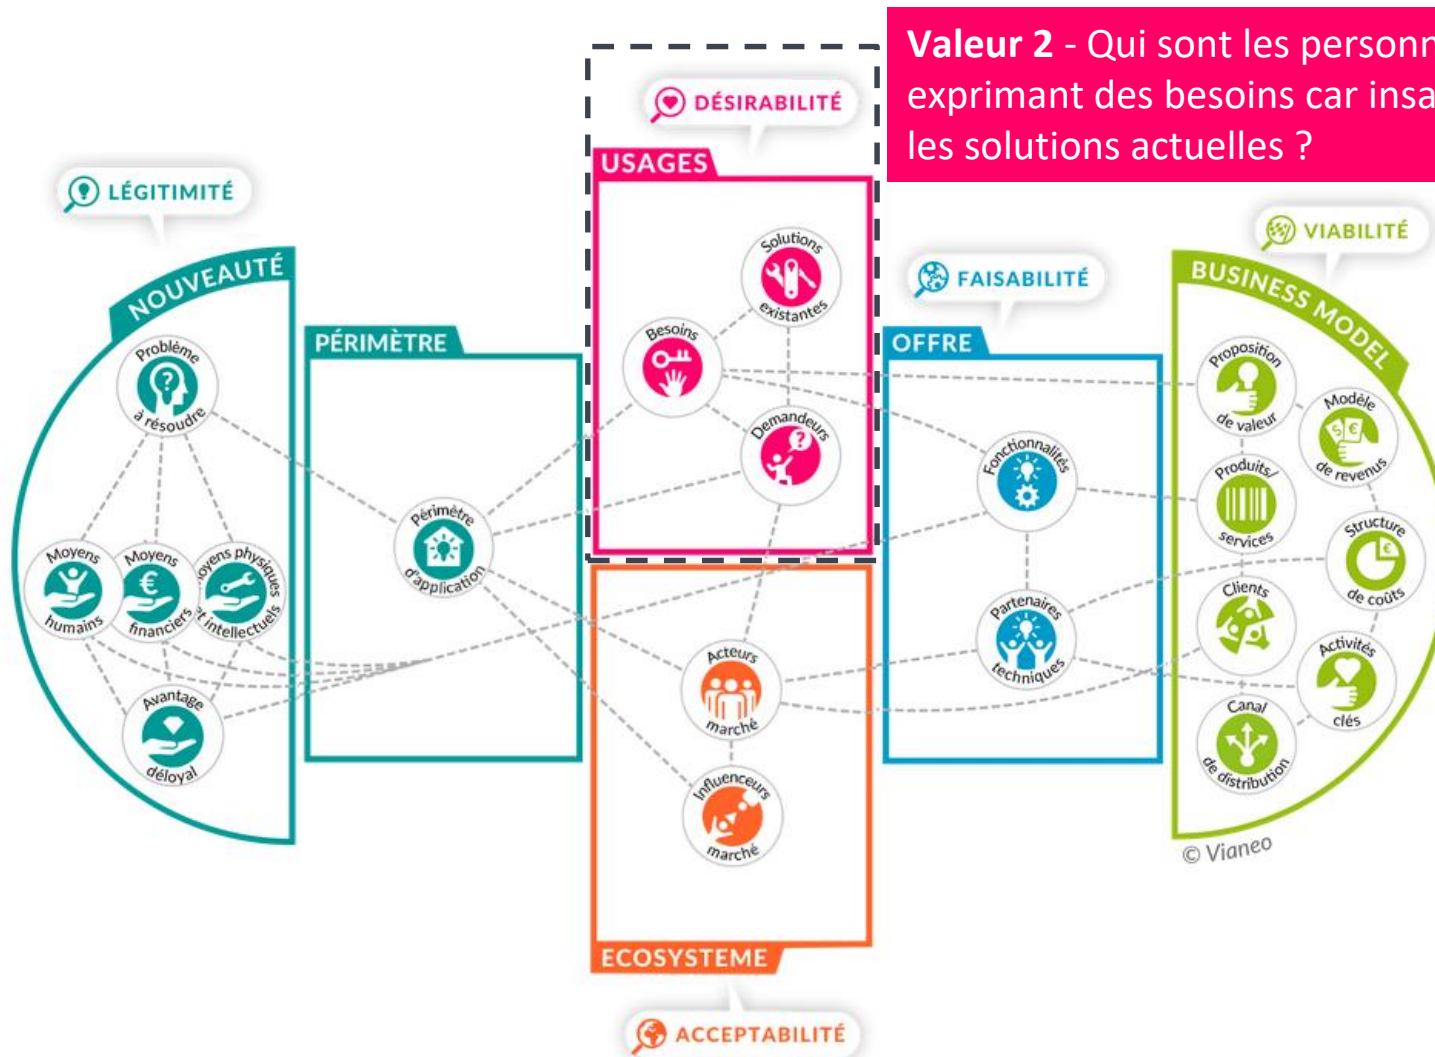 Valeur 2 - Qui sont les
exprimant des besoins car
les solutions actuelles ?
DÉSIRABILITÉ
USAGES
LÉGITIMITÉ
VIABILITÉ
NOUVEAUTÉ
FAISABILITÉ
BUSINESS MODEL
PÉRIMÈTRE
OFFRE
Solutions
existantes
Besoins
Problème
à résoudre
Demandeurs
?
Proposition
de valeur
Modèle
de revenus
Fonctionnalités
Produits/
services
Périmètre
d'application
Structure
de coûts
Moyens
humains
Moyens
financiers
physiques
et intellectuels
Clients
Partenaires
techniques
Activités
clés
Acteurs
marché
Avantage
déloyal
Canal
de distribution
Influenceurs
marché
© Vianeo
ECOSYSTEME
ACCEPTABILITÉ